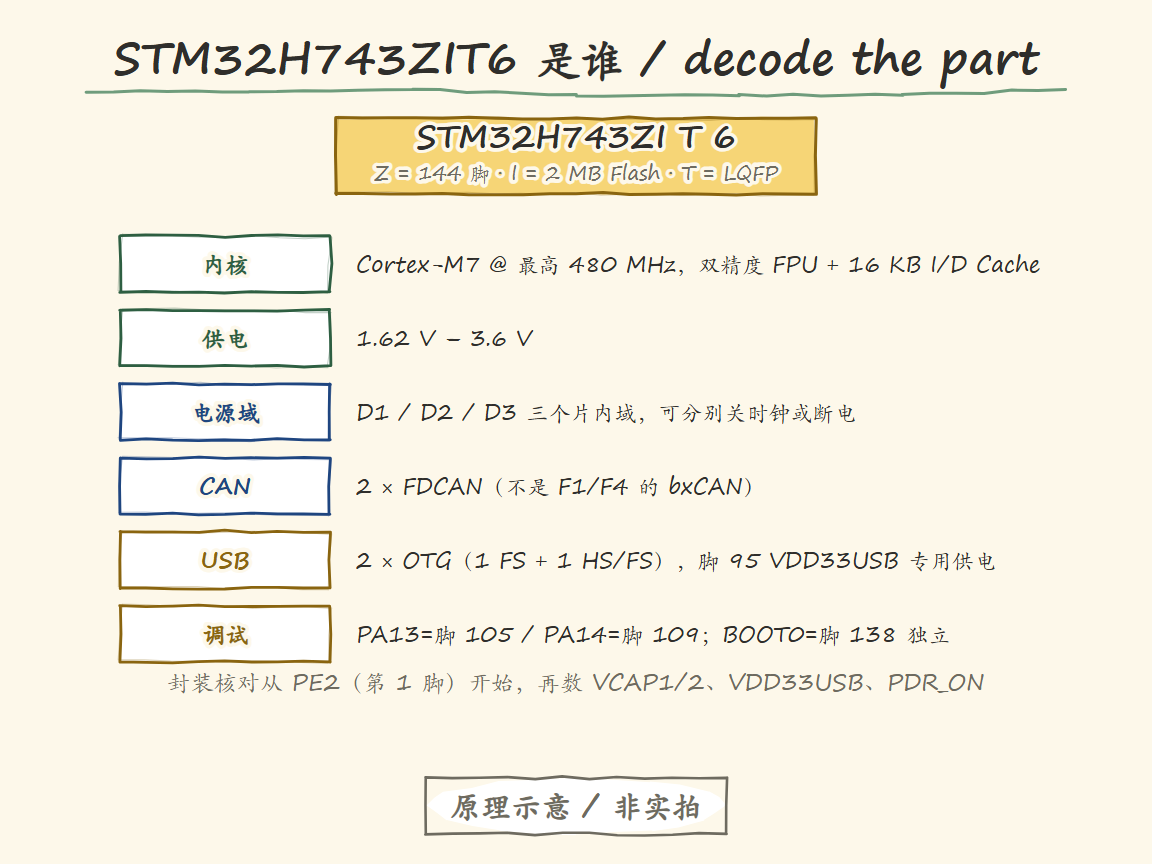 STM32H743ZIT6 是谁 / decode the part
STM32H743ZI T 6
Z = 144 脚 · I = 2 MB Flash · T = LQFP
内核
Cortex-M7 @ 最高 480 MHz，双精度 FPU + 16 KB I/D Cache
供电
1.62 V – 3.6 V
电源域
D1 / D2 / D3 三个片内域，可分别关时钟或断电
CAN
2 × FDCAN（不是 F1/F4 的 bxCAN）
USB
2 × OTG（1 FS + 1 HS/FS），脚 95 VDD33USB 专用供电
调试
PA13=脚 105 / PA14=脚 109；BOOT0=脚 138 独立
封装核对从 PE2（第 1 脚）开始，再数 VCAP1/2、VDD33USB、PDR_ON
原理示意 / 非实拍